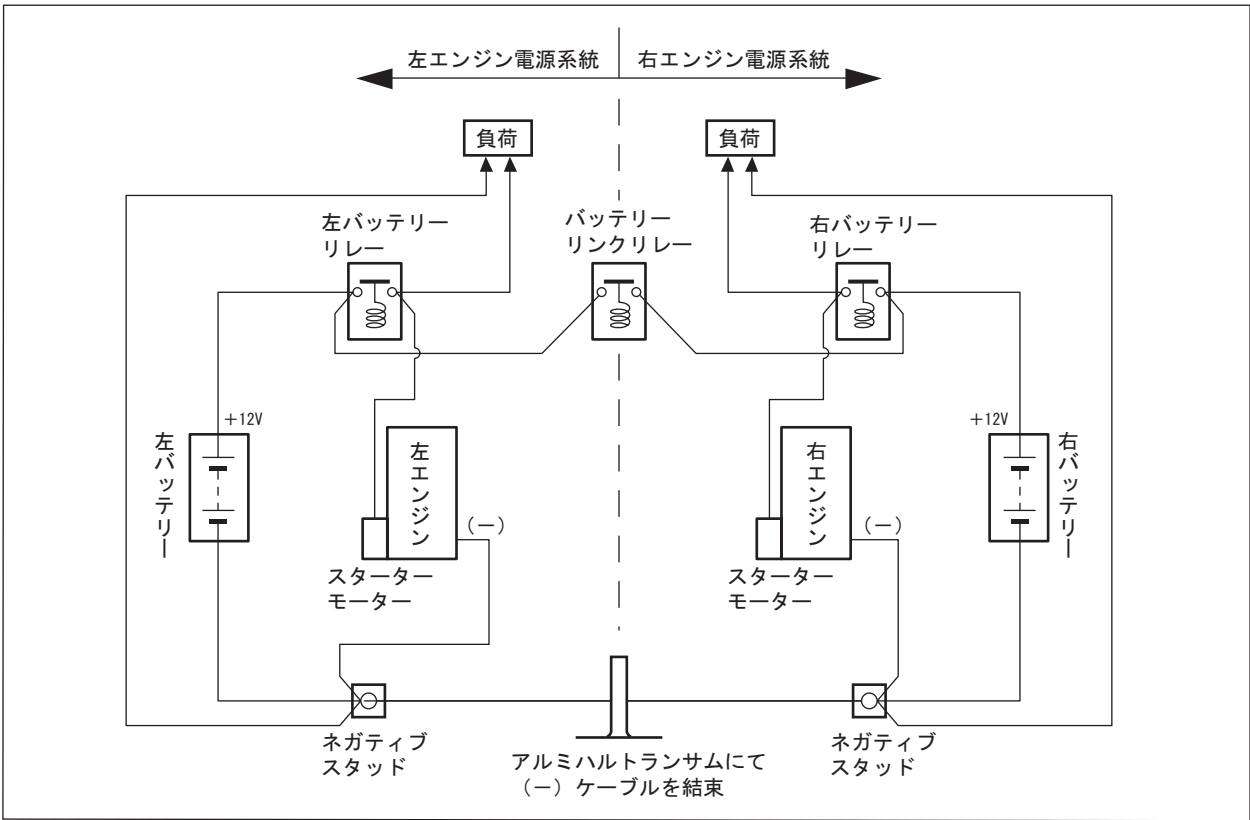 左エンジン電源系統
右エンジン電源系統
負荷
負荷
左バッテリー
リレー
バッテリー
リンクリレー
右バッテリー
リレー
+12V
+12V
左バッテリー
左エンジン
右エンジン
右バッテリー
(-)
(-)
スターター
モーター
スターター
モーター
ネガティブ
スタッド
アルミハルトランサムにて
(-)ケーブルを結束
ネガティブ
スタッド